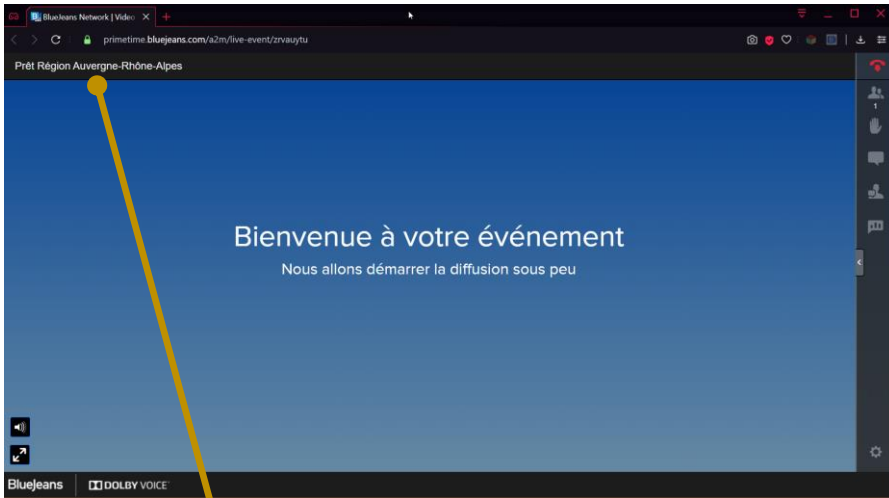 BlueJeans Network | Video
primetime.bluejeans.com/a2m/live-event/zrvauytu
Prêt Région Auvergne-Rhône-Alpes
1
Bienvenue à votre événement
Nous allons démarrer la diffusion sous peu
BlueJeans
DOLBY VOICE